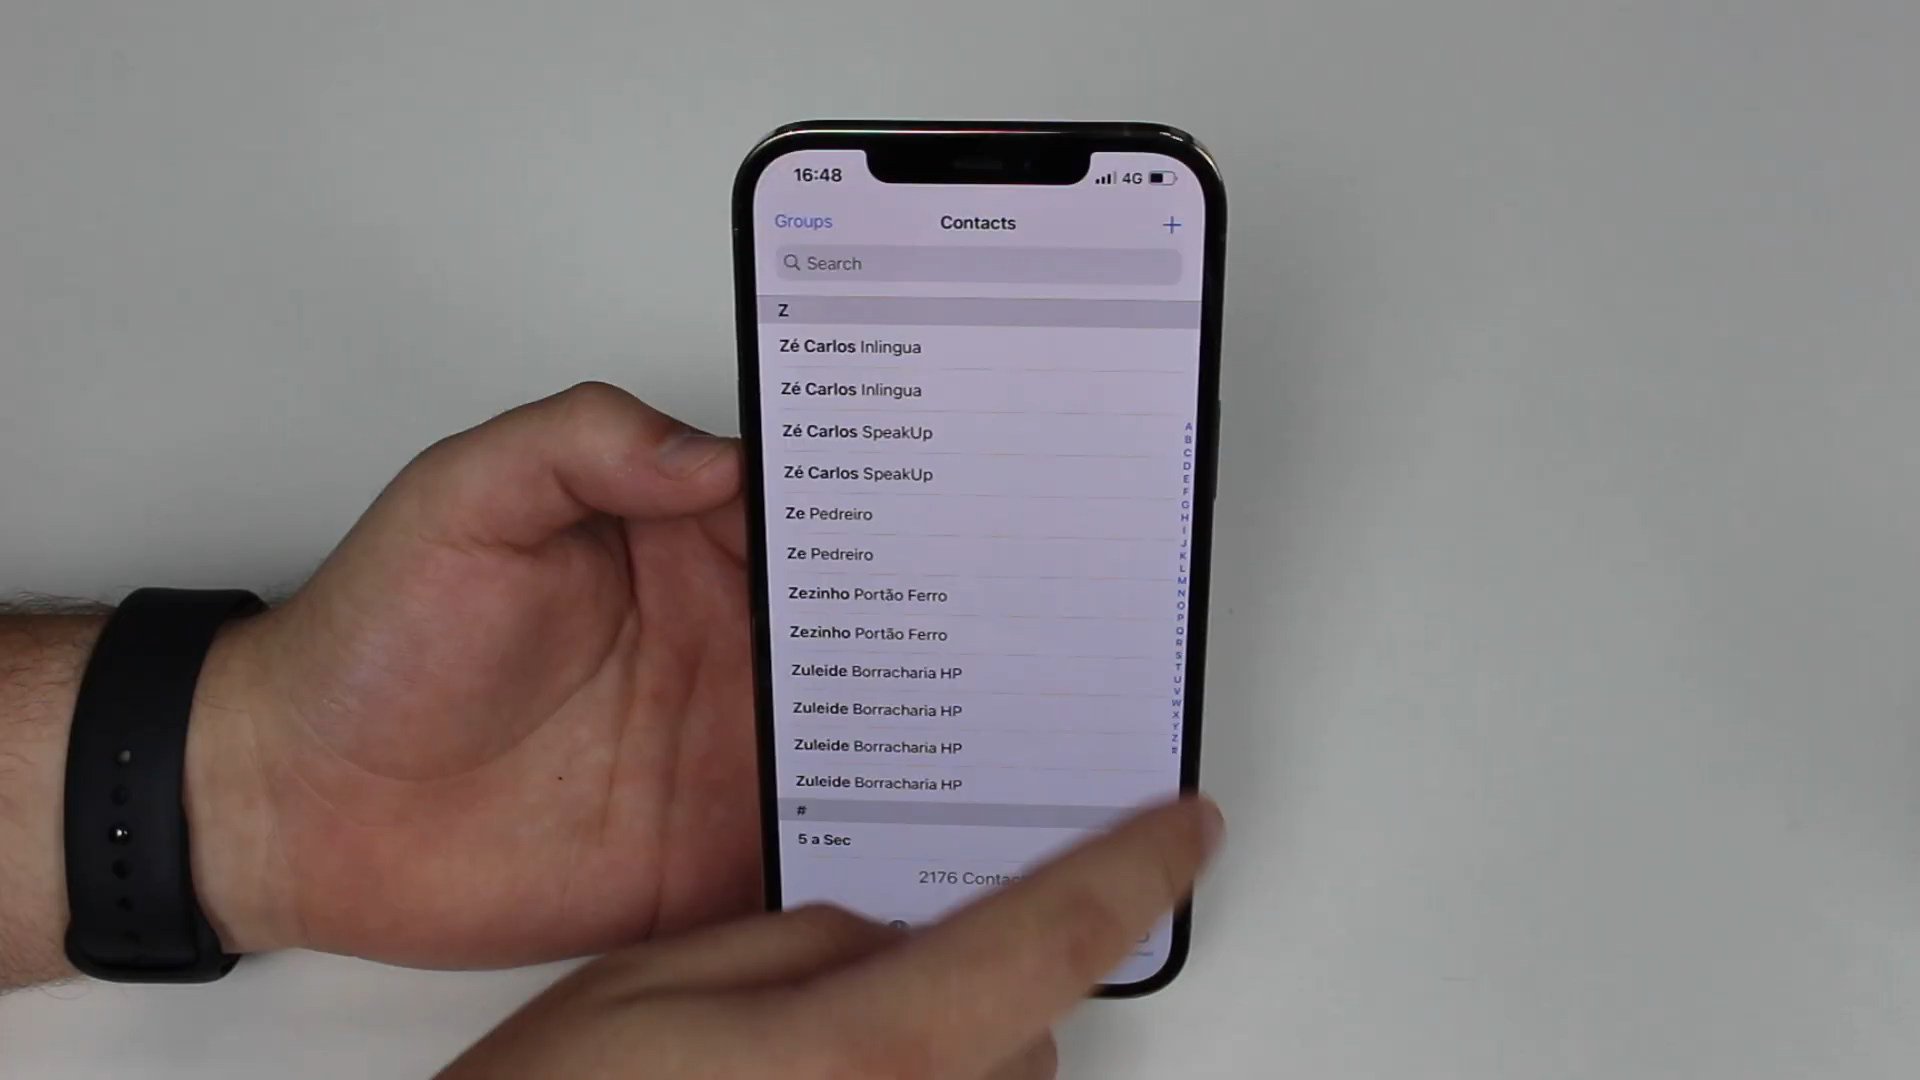 16:48 4G
Groups Contacts +
Search
Z
Zé Carlos Inlingua
Zé Carlos Inlingua
Zé Carlos SpeakUp
Zé Carlos SpeakUp
Ze Pedreiro
Ze Pedreiro
Zezinho Portão Ferro
Zezinho Portão Ferro
Zuleide Borracharia HP
Zuleide Borracharia HP
Zuleide Borracharia HP
Zuleide Borracharia HP
#
5 a Sec
2176
A
B
C
D
E
F
G
H
I
J
K
L
M
N
O
P
Q
R
S
T
U
V
W
X
Y
Z
#